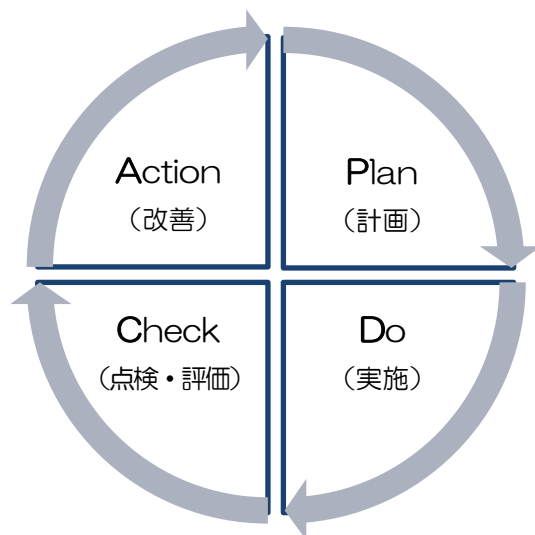 Action
（改善）
Plan
（計画）
Check
（点検・評価）
Do
（実施）